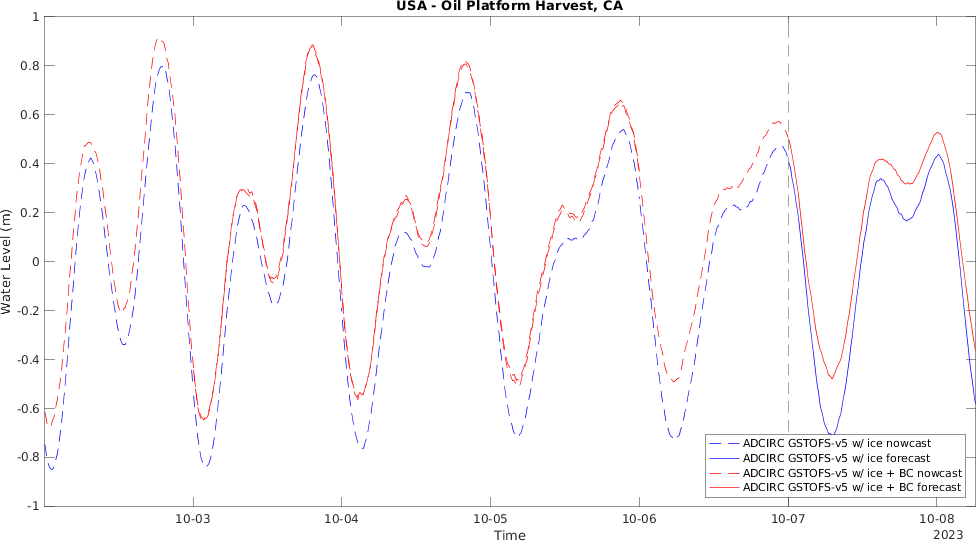 USA - Oil Platform Harvest, CA
1
0.8
0.6
0.4
0.2
0
-0.2
-0.4
-0.6
-0.8
-1
Water Level (m)
ADCIRC GSTOFS-v5 w/ ice nowcast
ADCIRC GSTOFS-v5 w/ ice forecast
ADCIRC GSTOFS-v5 w/ ice + BC nowcast
ADCIRC GSTOFS-v5 w/ ice + BC forecast
10-03 10-04 10-05 10-06 10-07 10-08
Time 2023